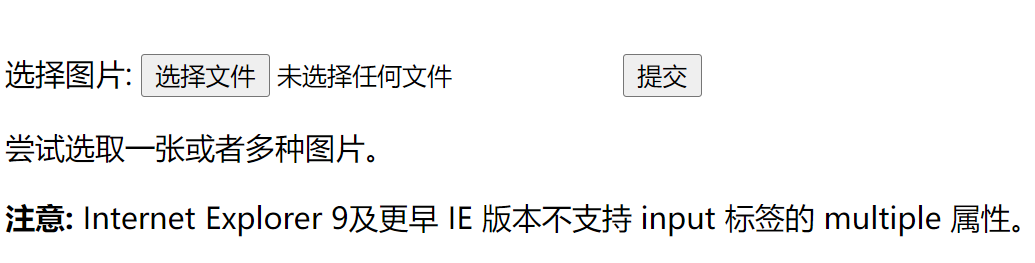 选择图片: 选择文件 未选择任何文件 提交
尝试选取一张或者多种图片。
注意: Internet Explorer 9及更早 IE 版本不支持 input 标签的 multiple 属性。